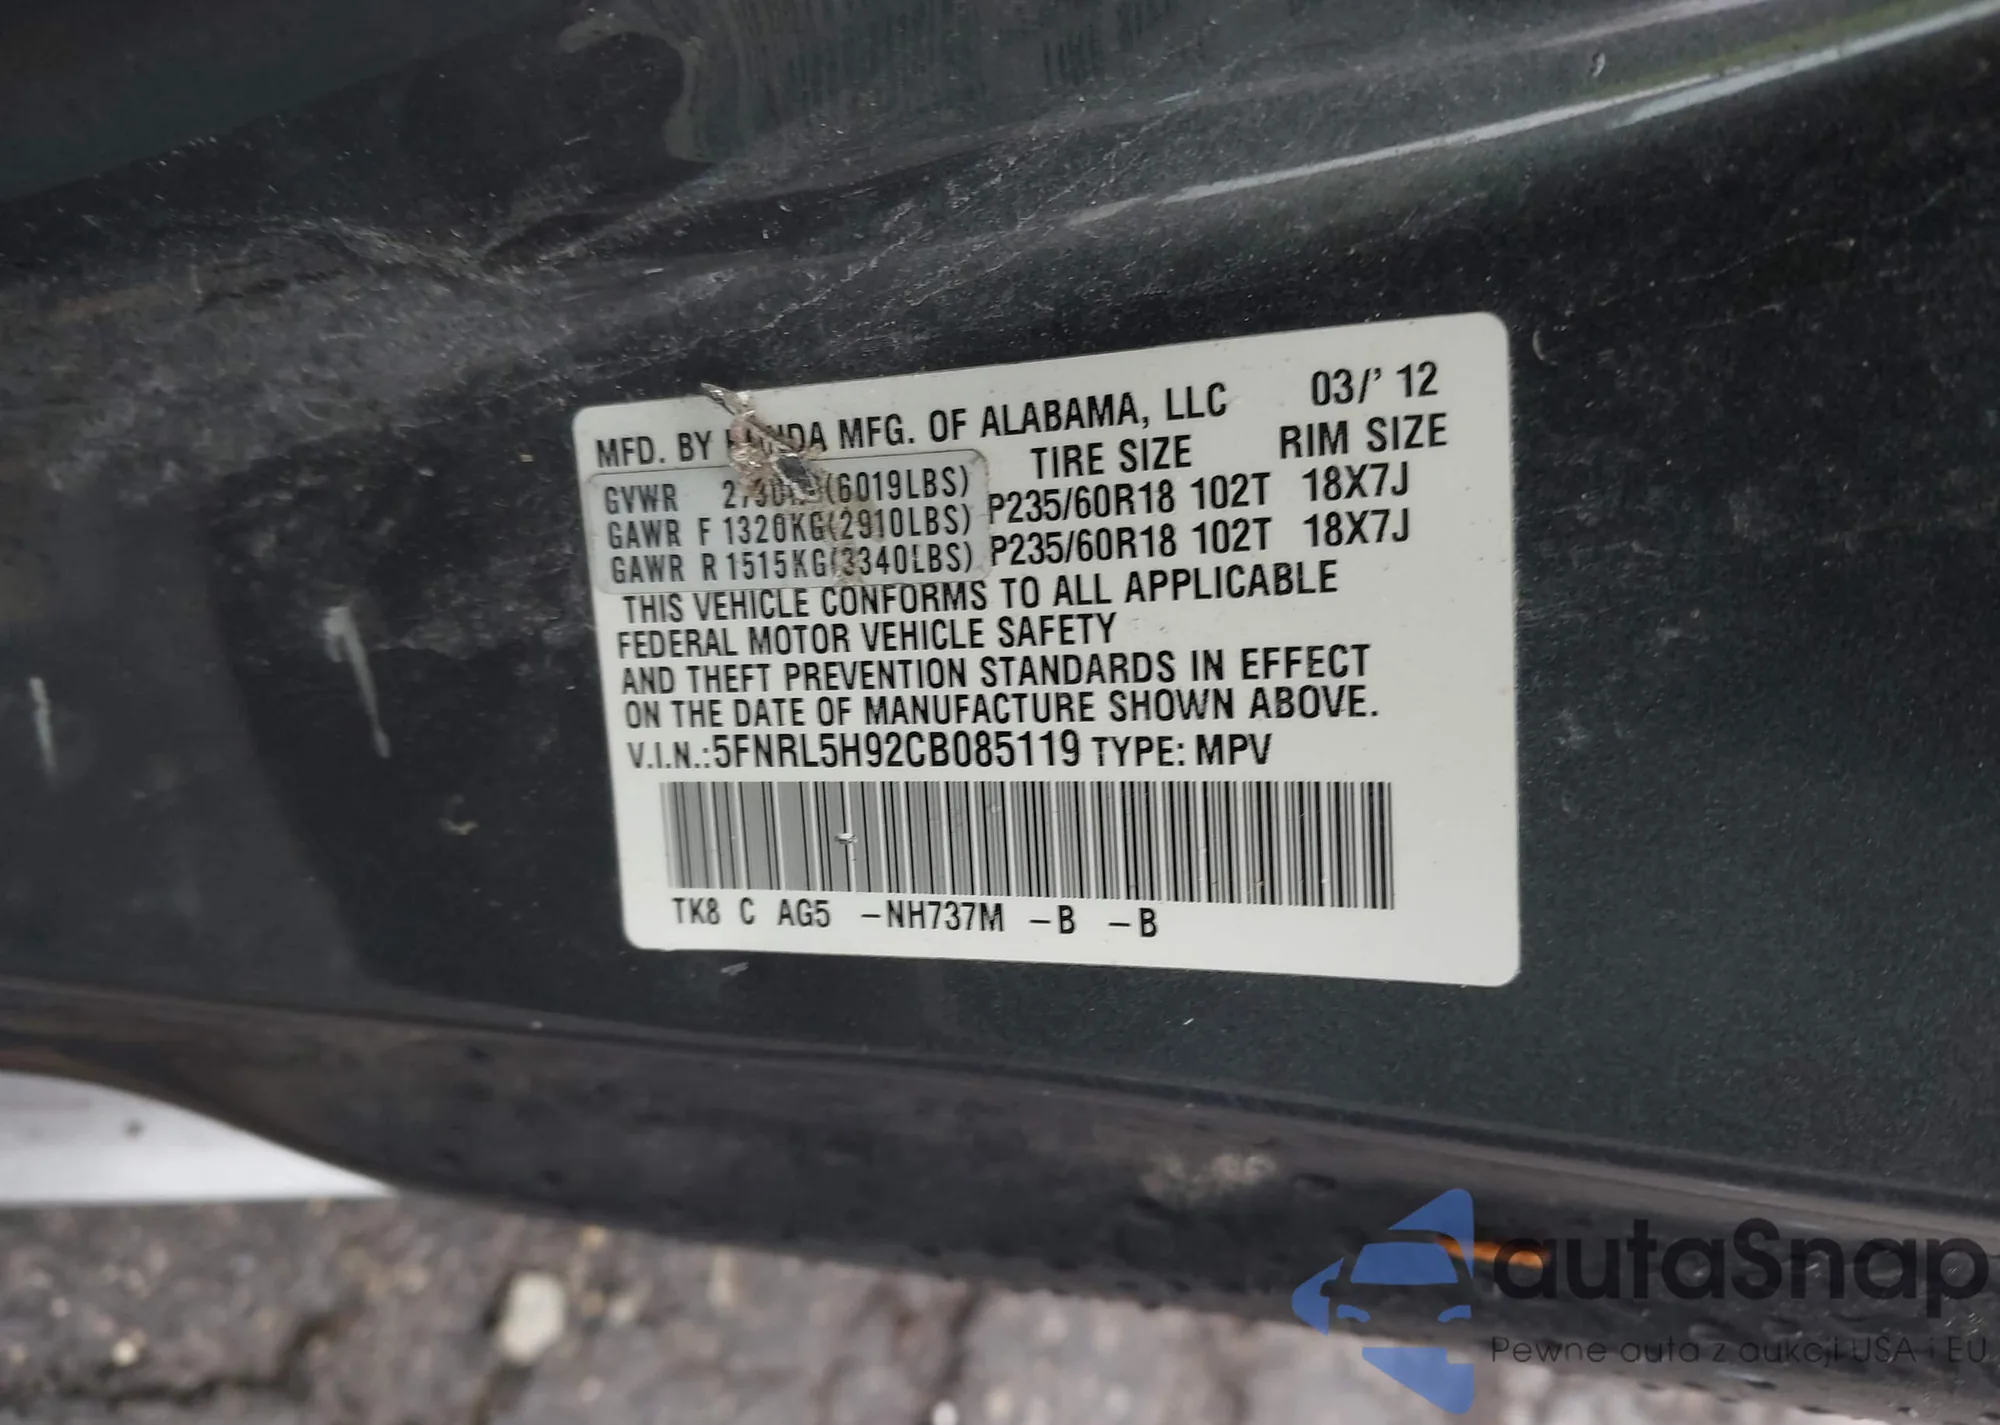 MFD. BY HONDA MFG. OF ALABAMA, LLC 03/' 12
TIRE SIZE RIM SIZE
GVWR 2730KG(6019LBS) P235/60R18 102T 18X7J
GAWR F 1320KG(2910LBS) P235/60R18 102T 18X7J
GAWR R 1515KG(3340LBS)
THIS VEHICLE CONFORMS TO ALL APPLICABLE
FEDERAL MOTOR VEHICLE SAFETY
AND THEFT PREVENTION STANDARDS IN EFFECT
ON THE DATE OF MANUFACTURE SHOWN ABOVE.
V.I.N.:5FNRL5H92CB085119 TYPE: MPV
TK8 C AG5 –NH737M –B –B
autaSnap
Pewne auta z aukcji USA i EU